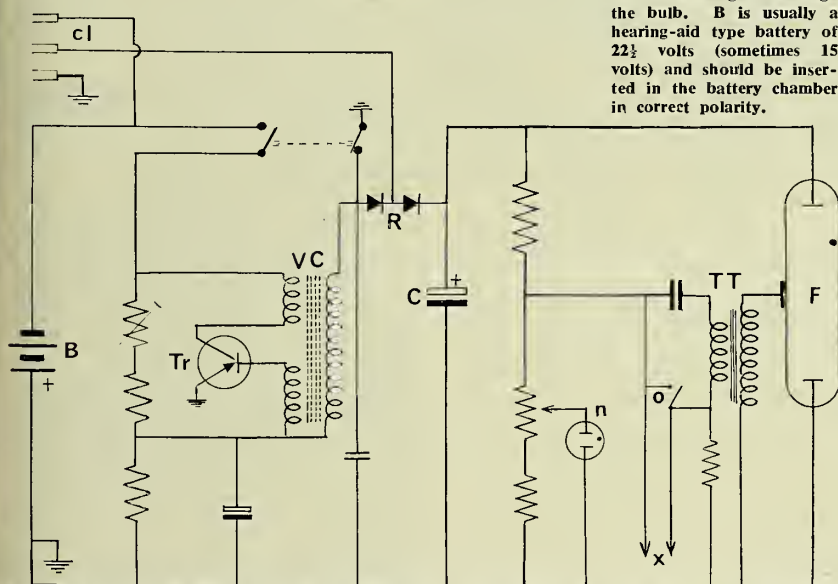 the bulb. B is usually a
hearing-aid type battery of
22½ volts (sometimes 15
volts) and should be inser-
ted in the battery chamber
in correct polarity.
cl
R
VC
+
C
TT
F
B
+
Tr
o
n
x